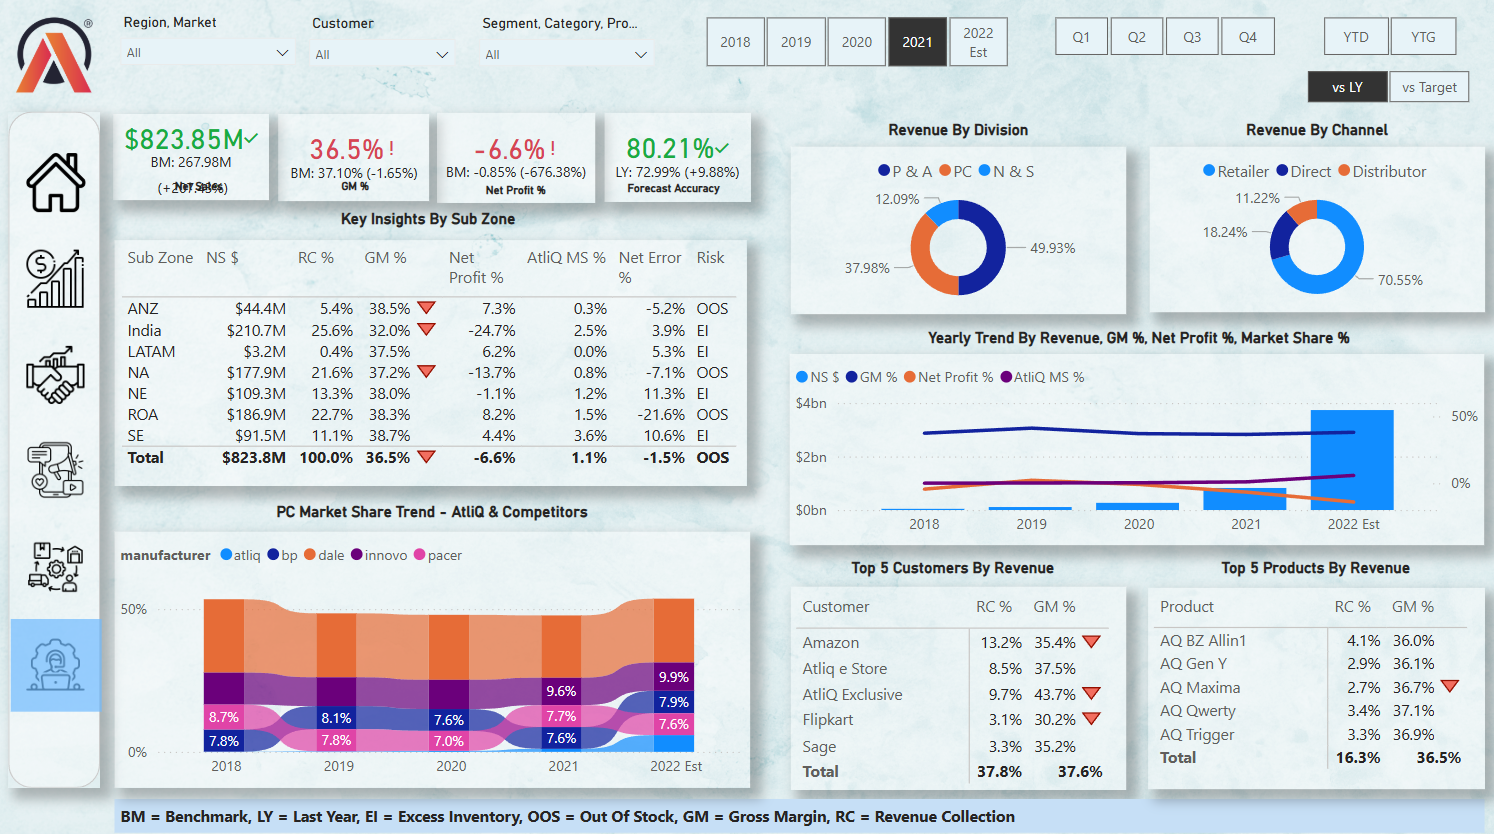 ®
Region, Market
All
Customer
All
Segment, Category, Pro...
All
2018
2019
2020
2021
2022 Est
Q1
Q2
Q3
Q4
YTD
YTG
vs LY
vs Target
$823.85M
BM: 267.98M
(+207.43%)
Net Sales
36.5% !
BM: 37.10% (-1.65%)
GM %
-6.6% !
BM: -0.85% (-676.38%)
Net Profit %
80.21%
LY: 72.99% (+9.88%)
Forecast Accuracy
Key Insights By Sub Zone
Sub Zone NS $ RC % GM % Net Profit % AtliQ MS % Net Error % Risk
ANZ $44.4M 5.4% 38.5% 7.3% 0.3% -5.2% OOS
India $210.7M 25.6% 32.0% -24.7% 2.5% 3.9% EI
LATAM $3.2M 0.4% 37.5% 6.2% 0.0% 5.3% EI
NA $177.9M 21.6% 37.2% -13.7% 0.8% -7.1% OOS
NE $109.3M 13.3% 38.0% -1.1% 1.2% 11.3% EI
ROA $186.9M 22.7% 38.3% 8.2% 1.5% -21.6% OOS
SE $91.5M 11.1% 38.7% 4.4% 3.6% 10.6% EI
Total $823.8M 100.0% 36.5% -6.6% 1.1% -1.5% OOS
Revenue By Division
P & A PC N & S
12.09%
49.93%
37.98%
Revenue By Channel
Retailer Direct Distributor
11.22%
18.24%
70.55%
Yearly Trend By Revenue, GM %, Net Profit %, Market Share %
NS $ GM % Net Profit % AtliQ MS %
$4bn
$2bn
$0bn
50%
0%
2018 2019 2020 2021 2022 Est
PC Market Share Trend - AtliQ & Competitors
manufacturer atliq bp dale innovo pacer
50%
0%
8.7%
7.8%
8.1%
7.8%
7.6%
7.0%
9.6%
7.7%
7.6%
9.9%
7.9%
7.6%
2018 2019 2020 2021 2022 Est
Top 5 Customers By Revenue
Customer RC % GM %
Amazon 13.2% 35.4%
Atliq e Store 8.5% 37.5%
AtliQ Exclusive 9.7% 43.7%
Flipkart 3.1% 30.2%
Sage 3.3% 35.2%
Total 37.8% 37.6%
Top 5 Products By Revenue
Product RC % GM %
AQ BZ Allin1 4.1% 36.0%
AQ Gen Y 2.9% 36.1%
AQ Maxima 2.7% 36.7%
AQ Qwerty 3.4% 37.1%
AQ Trigger 3.3% 36.9%
Total 16.3% 36.5%
BM = Benchmark, LY = Last Year, EI = Excess Inventory, OOS = Out Of Stock, GM = Gross Margin, RC = Revenue Collection